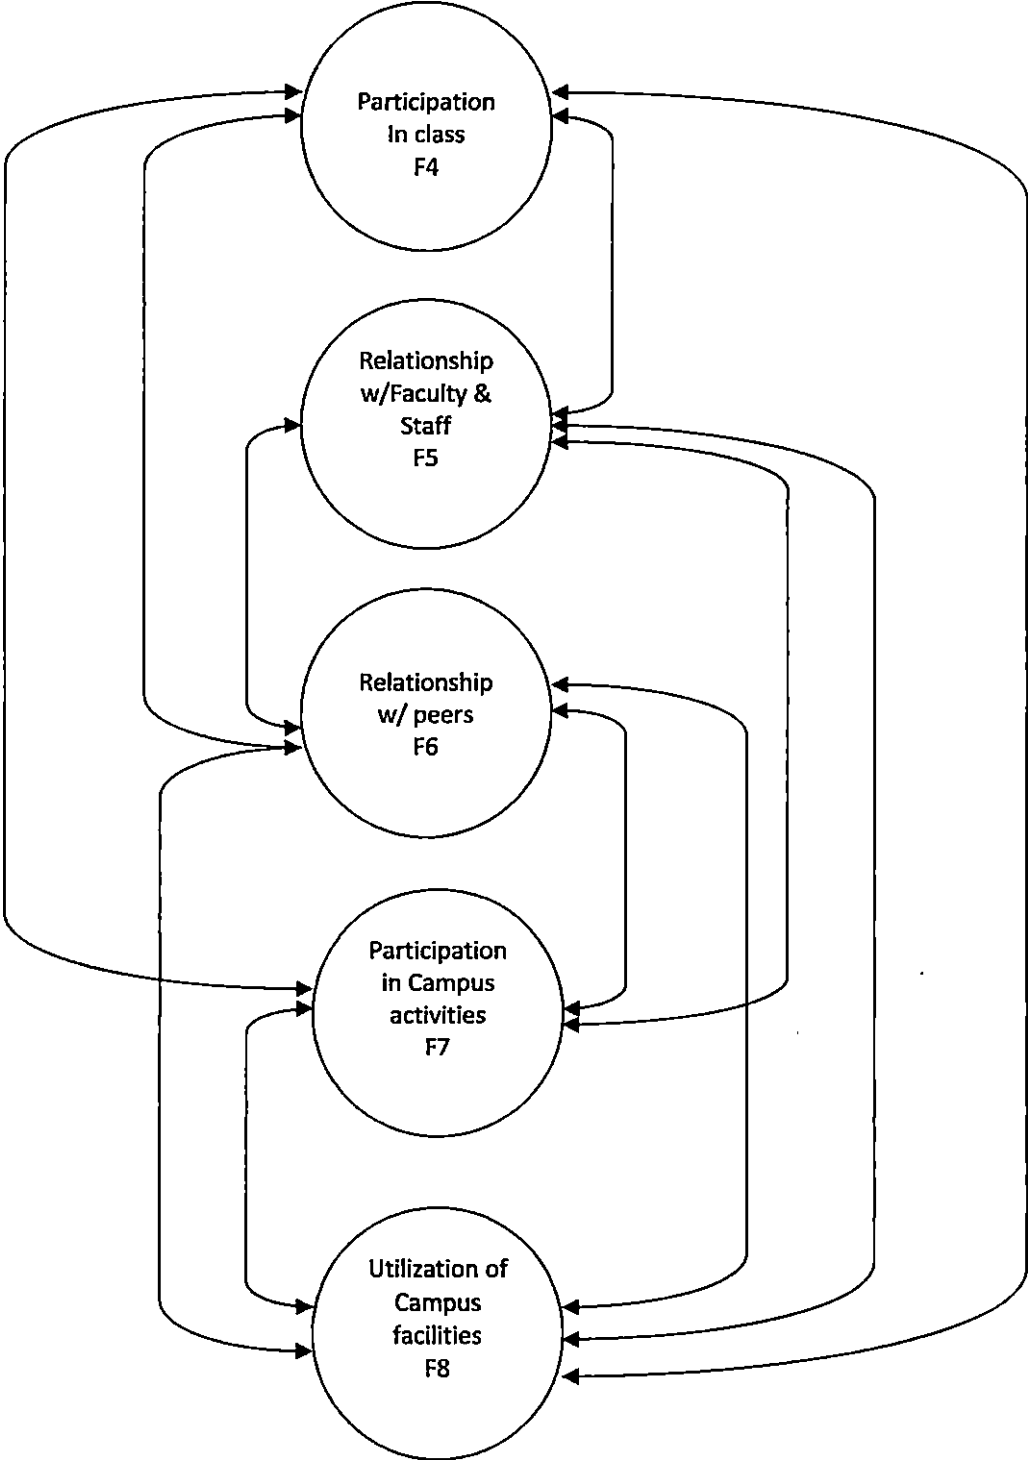 Participation
in class
F4
Relationship
w/Faculty &
Staff
F5
Relationship
w/ peers
F6
Participation
in Campus
activities
F7
Utilization of
Campus
facilities
F8